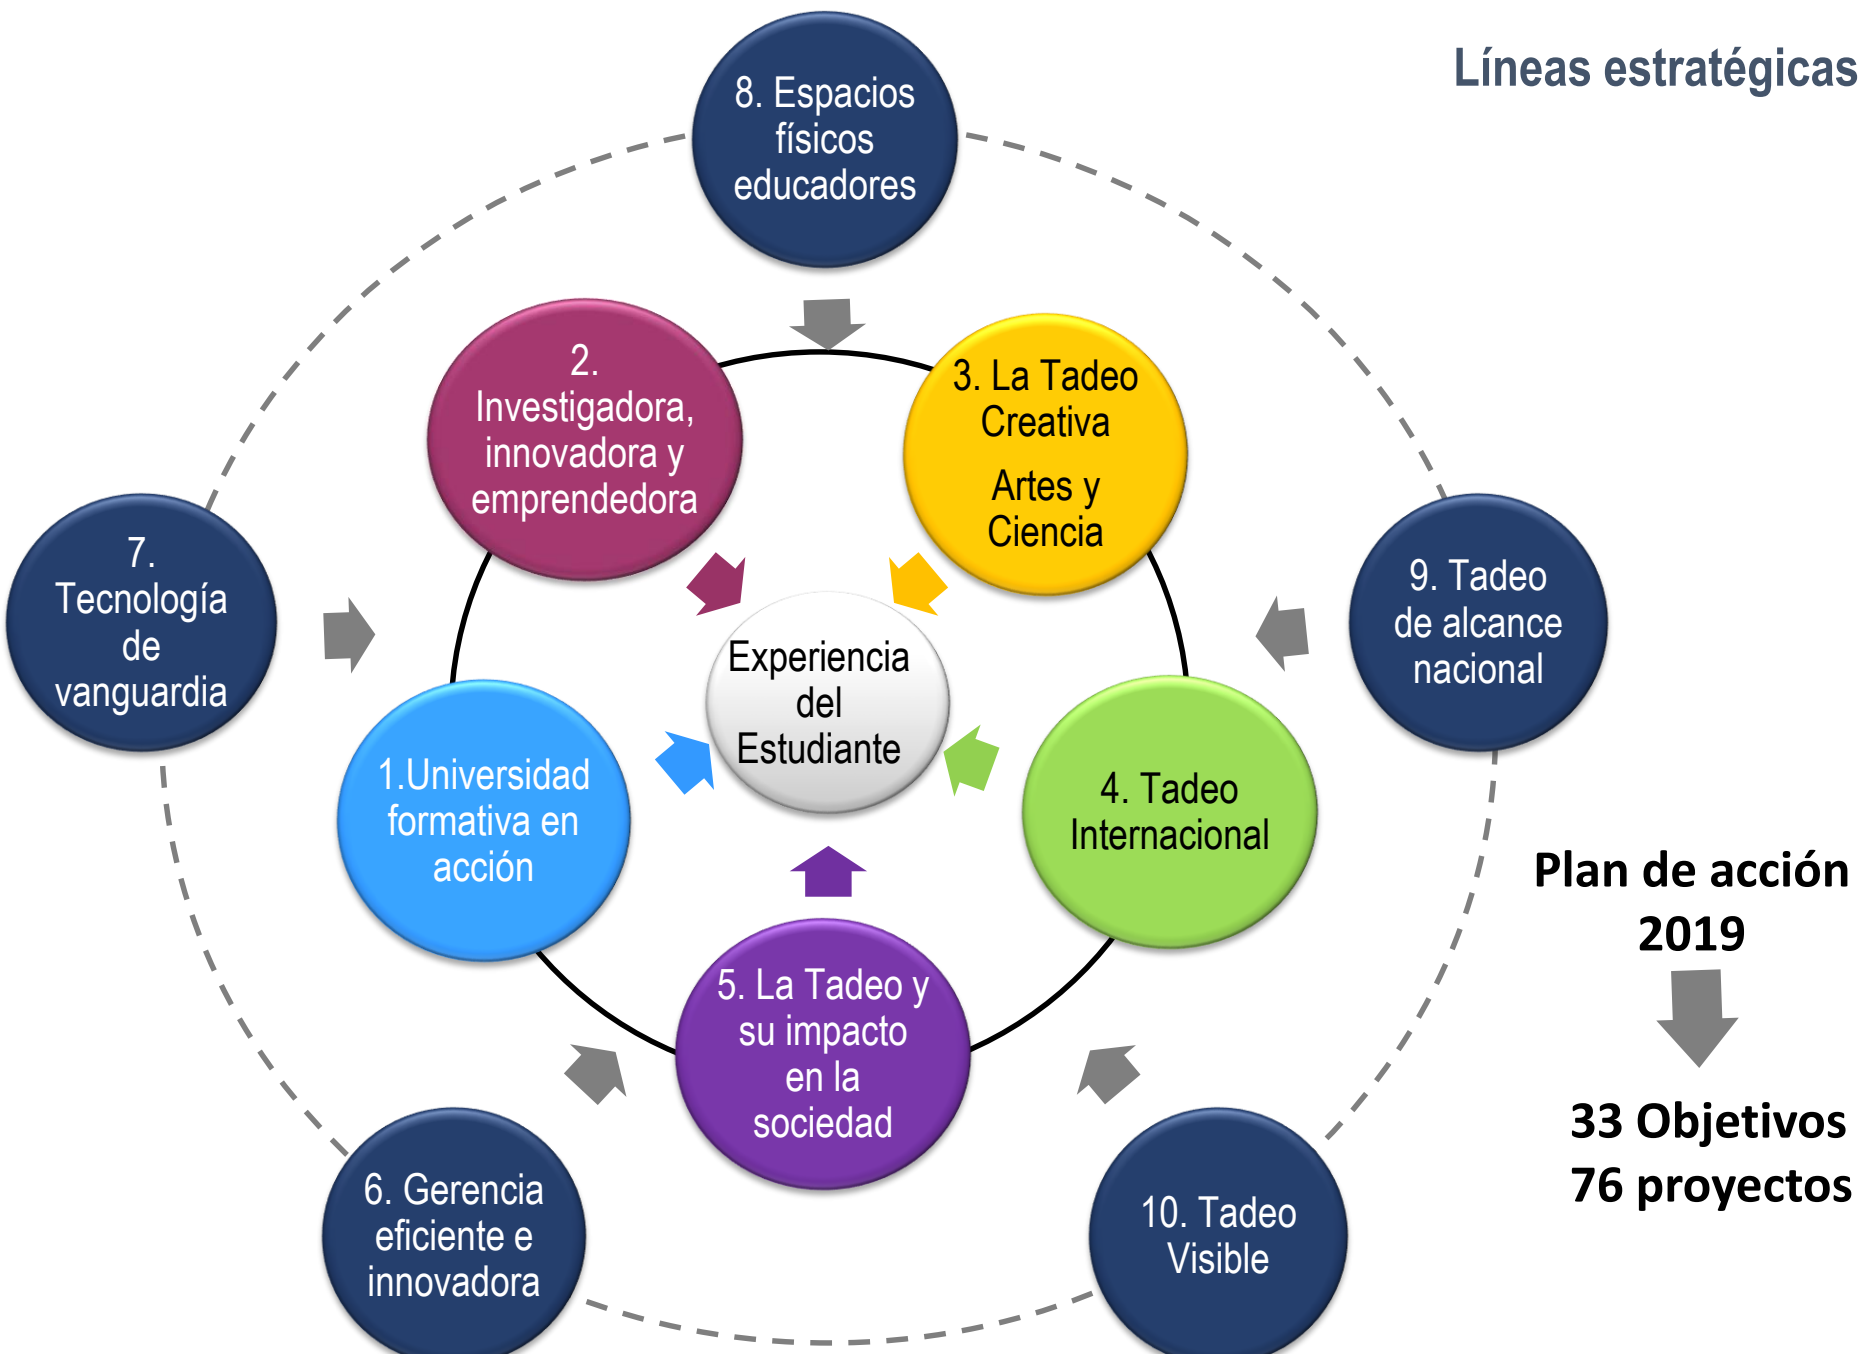 Líneas estratégicas
8. Espacios
físicos
educadores
2.
Investigadora,
innovadora y
emprendedora
3. La Tadeo
Creativa
Artes y
Ciencia
7.
Tecnología
de
vanguardia
9. Tadeo
de alcance
nacional
Experiencia
del
Estudiante
1.Universidad
formativa en
acción
4. Tadeo
Internacional
5. La Tadeo y
su impacto
en la
sociedad
6. Gerencia
eficiente e
innovadora
10. Tadeo
Visible
Plan de acción
2019
33 Objetivos
76 proyectos